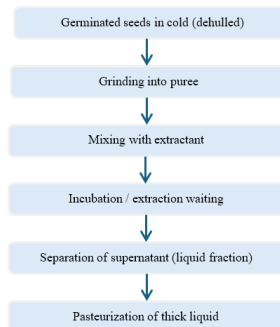 Germinated seeds in cold (dehulled)
Grinding into puree
Mixing with extractant
Incubation / extraction waiting
Separation of supernatant (liquid fraction)
Pasteurization of thick liquid